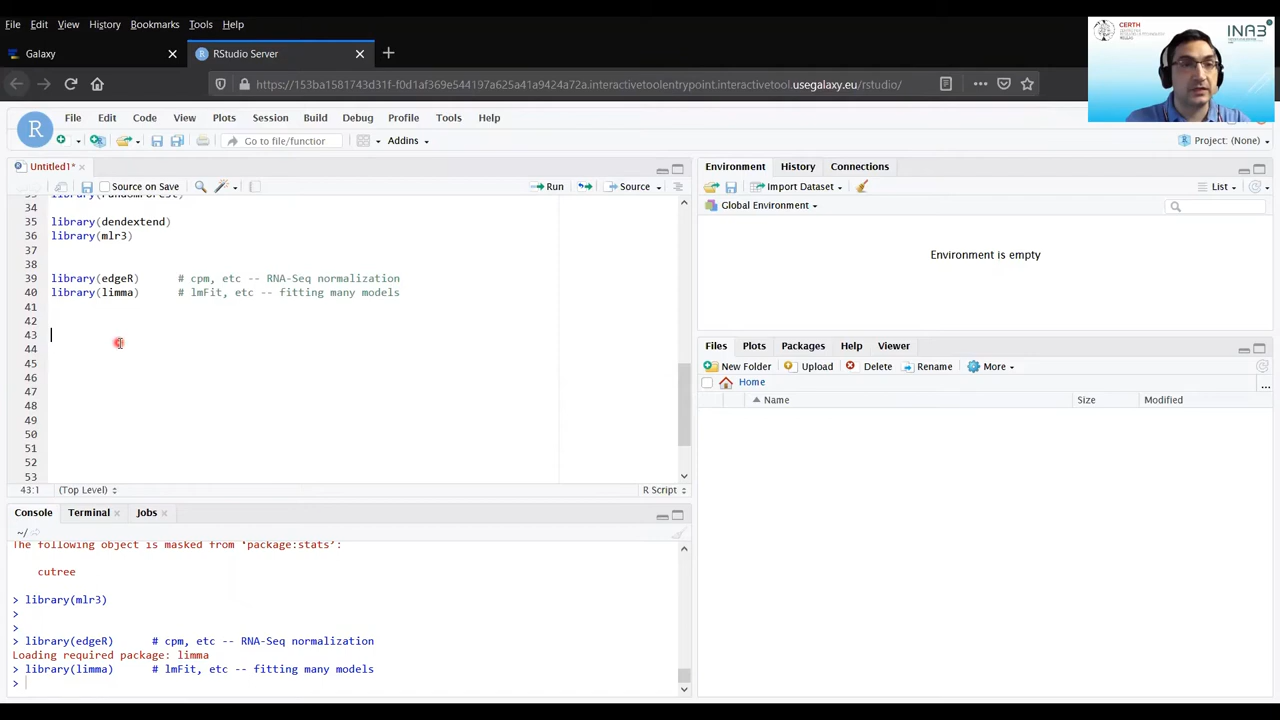 File Edit View History Bookmarks Tools Help
CERTH
INAB
Galaxy
RStudio Server
https://153ba1581743d31f-f0d1af369e544197a625a41a9424a72a.interactivetoolentrypoint.interactivetool.usegalaxy.eu/rstudio/
File Edit Code View Plots Session Build Debug Profile Tools Help
Go to file/function Addins Project: (None)
Untitled1*
Source on Save Run Source
34
35 library(dendextend)
36 library(mlr3)
37
38
39 library(edgeR) # cpm, etc -- RNA-Seq normalization
40 library(limma) # lmFit, etc -- fitting many models
41
42
43
44
45
46
47
48
49
50
51
52
53
43:1 (Top Level) R Script
Console Terminal Jobs
~/
The following object is masked from ‘package:stats’:
cutree
> library(mlr3)
>
>
> library(edgeR) # cpm, etc -- RNA-Seq normalization
Loading required package: limma
> library(limma) # lmFit, etc -- fitting many models
>
Environment History Connections
Import Dataset List
Global Environment
Environment is empty
Files Plots Packages Help Viewer
New Folder Upload Delete Rename More
Home ...
Name Size Modified